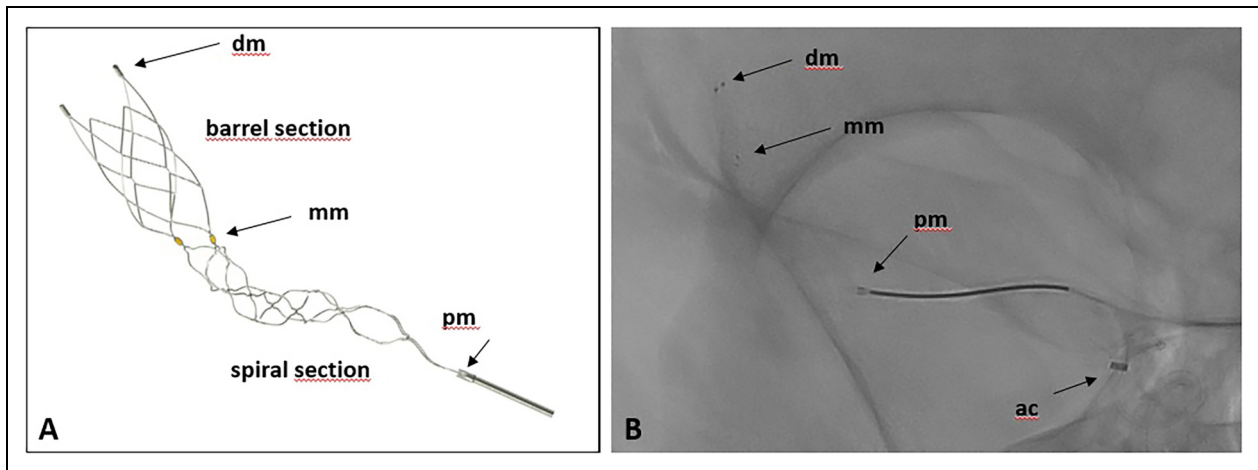 dm
barrel section
mm
pm
spiral section
A
dm
mm
pm
ac
B